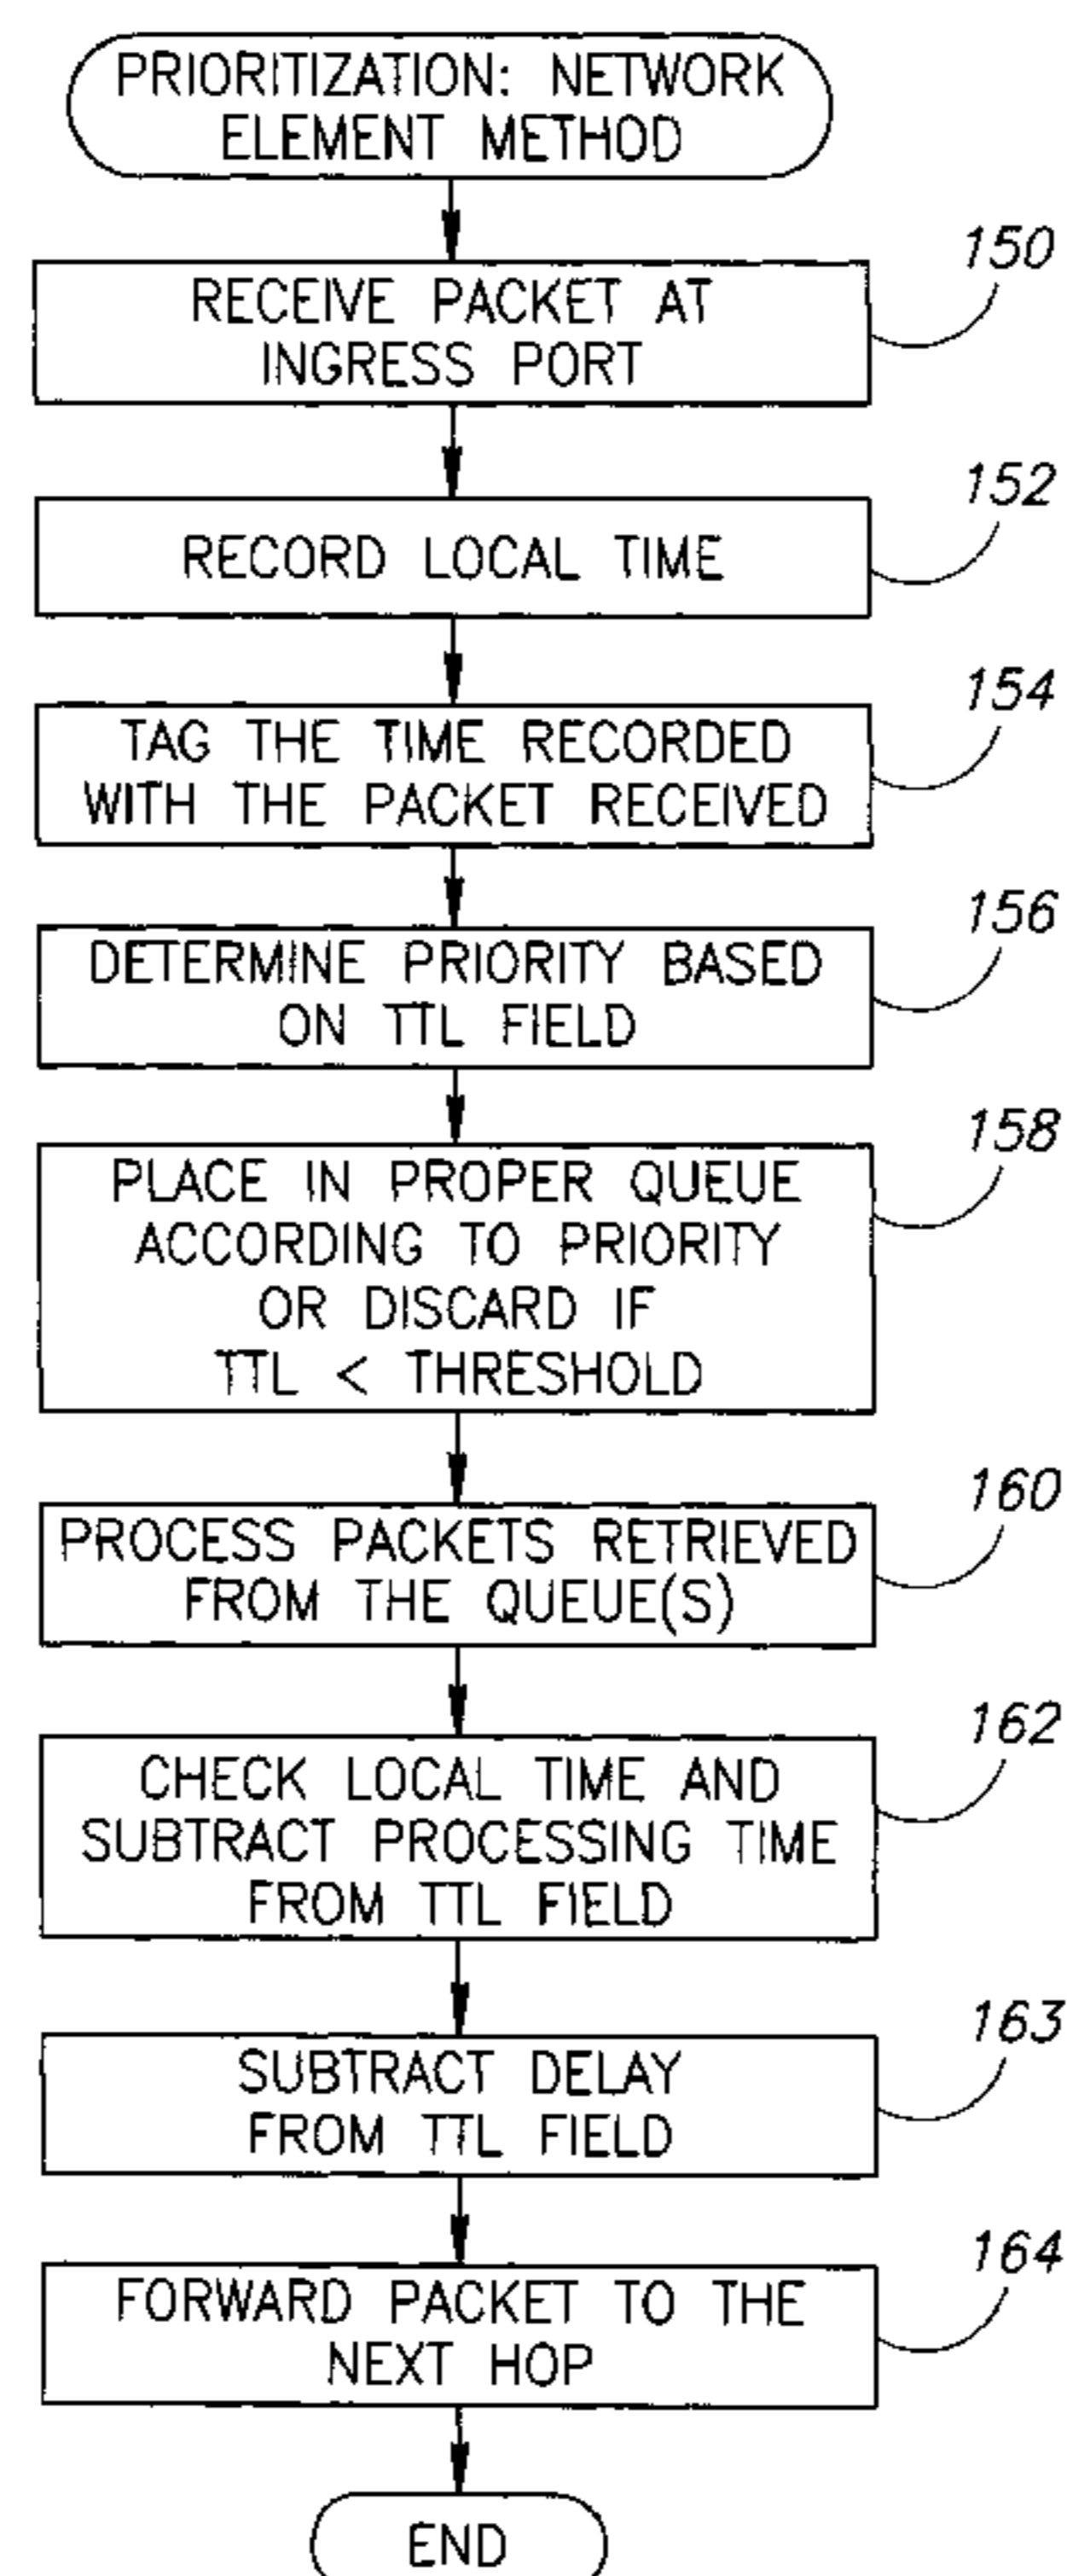 PRIORITIZATION: NETWORK
ELEMENT METHOD
150
RECEIVE PACKET AT
INGRESS PORT
152
RECORD LOCAL TIME
154
TAG THE TIME RECORDED
WITH THE PACKET RECEIVED
156
DETERMINE PRIORITY BASED
ON TTL FIELD
158
PLACE IN PROPER QUEUE
ACCORDING TO PRIORITY
OR DISCARD IF
TTL < THRESHOLD
160
PROCESS PACKETS RETRIEVED
FROM THE QUEUE(S)
162
CHECK LOCAL TIME AND
SUBTRACT PROCESSING TIME
FROM TTL FIELD
163
SUBTRACT DELAY
FROM TTL FIELD
164
FORWARD PACKET TO THE
NEXT HOP
END